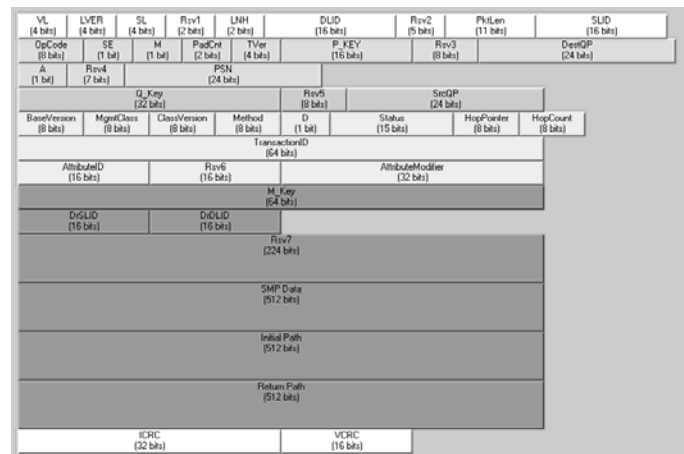 VL LVER SL Rsv1 LNH DLID Rsv2 PktLen SLID
(4 bits) (4 bits) (4 bits) (2 bits) (2 bits) (16 bits) (5 bits) (11 bits) (16 bits)
OpCode SE M PadCnt TVer P_KEY Rsv3 DestQP
(8 bits) (1 bit) (1 bit) (2 bits) (4 bits) (16 bits) (8 bits) (24 bits)
A Rsv4 PSN
(1 bit) (7 bits) (24 bits)
Q_Key Rsv5 SrcQP
(32 bits) (8 bits) (24 bits)
BaseVersion MgmtClass ClassVersion Method D Status HopPointer HopCount
(8 bits) (8 bits) (8 bits) (8 bits) (1 bit) (15 bits) (8 bits) (8 bits)
TransactionID
(64 bits)
AttributeID Rsv6 AttributeModifier
(16 bits) (16 bits) (32 bits)
M_Key
(64 bits)
DrSLID DrDLID
(16 bits) (16 bits)
Rsv7
(224 bits)
SMP Data
(512 bits)
Initial Path
(512 bits)
Return Path
(512 bits)
ICRC VCRC
(32 bits) (16 bits)